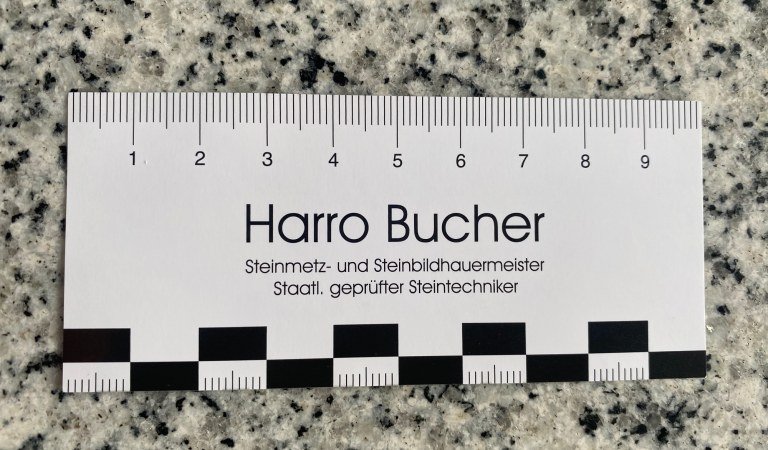 1 2 3 4 5 6 7 8 9
Harro Bucher
Steinmetz- und Steinbildhauermeister
Staatl. geprüfter Steintechniker